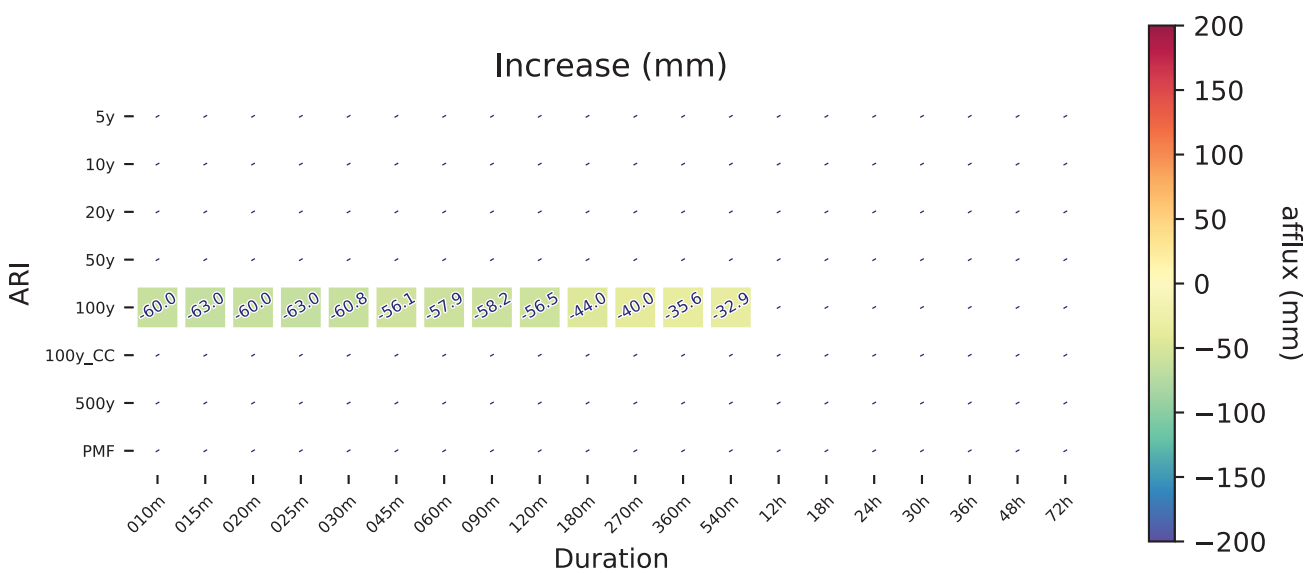 Increase (mm)
5y - - - - - - - - - - - - - - - - - - - -
10y - - - - - - - - - - - - - - - - - - - -
20y - - - - - - - - - - - - - - - - - - - -
50y - - - - - - - - - - - - - - - - - - - -
100y -60.0 -63.0 -60.0 -63.0 -60.8 -56.1 -57.9 -58.2 -56.5 -44.0 -40.0 -35.6 -32.9 - - - - - - -
100y_CC - - - - - - - - - - - - - - - - - - - -
500y - - - - - - - - - - - - - - - - - - - -
PMF - - - - - - - - - - - - - - - - - - - -
ARI
010m 015m 020m 025m 030m 045m 060m 090m 120m 180m 270m 360m 540m 12h 18h 24h 30h 36h 48h 72h
Duration
200
150
100
50
0
−50
−100
−150
−200
afflux (mm)